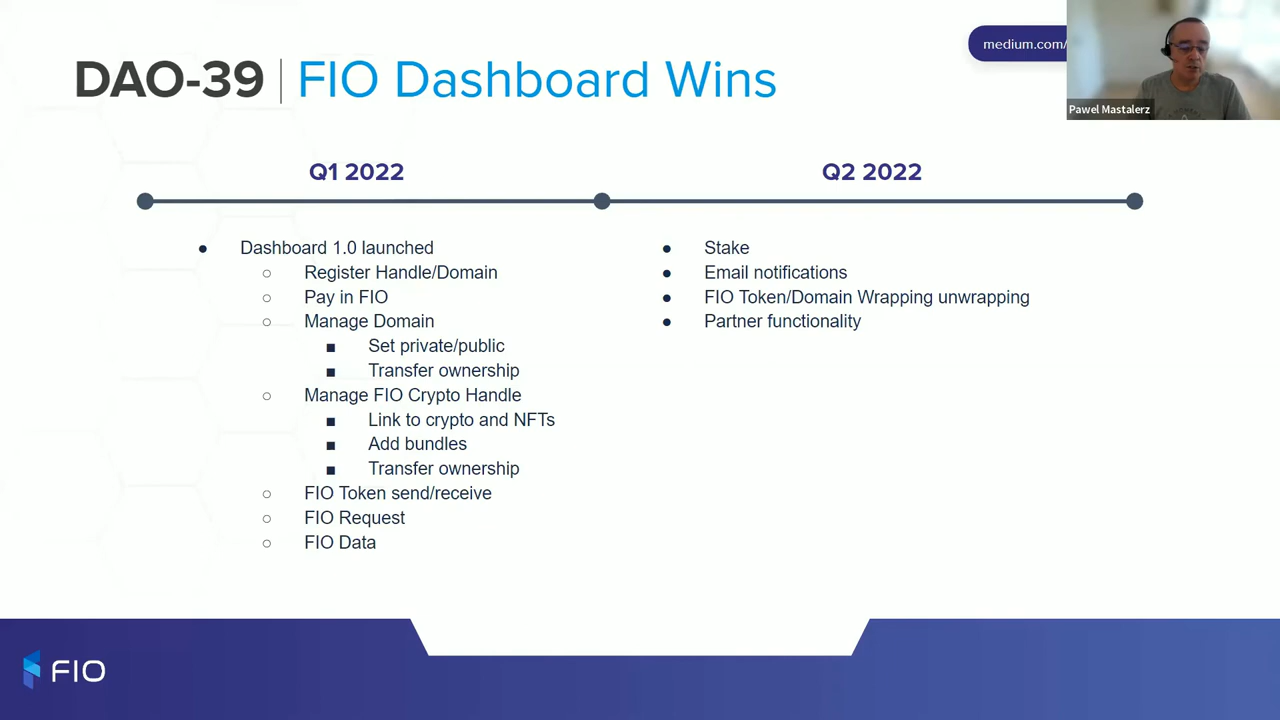 DAO-39 | FIO Dashboard Wins
medium.com/
Pawel Mastalerz
Q1 2022
Q2 2022
● Dashboard 1.0 launched
○ Register Handle/Domain
○ Pay in FIO
○ Manage Domain
■ Set private/public
■ Transfer ownership
○ Manage FIO Crypto Handle
■ Link to crypto and NFTs
■ Add bundles
■ Transfer ownership
○ FIO Token send/receive
○ FIO Request
○ FIO Data
● Stake
● Email notifications
● FIO Token/Domain Wrapping unwrapping
● Partner functionality
FIO